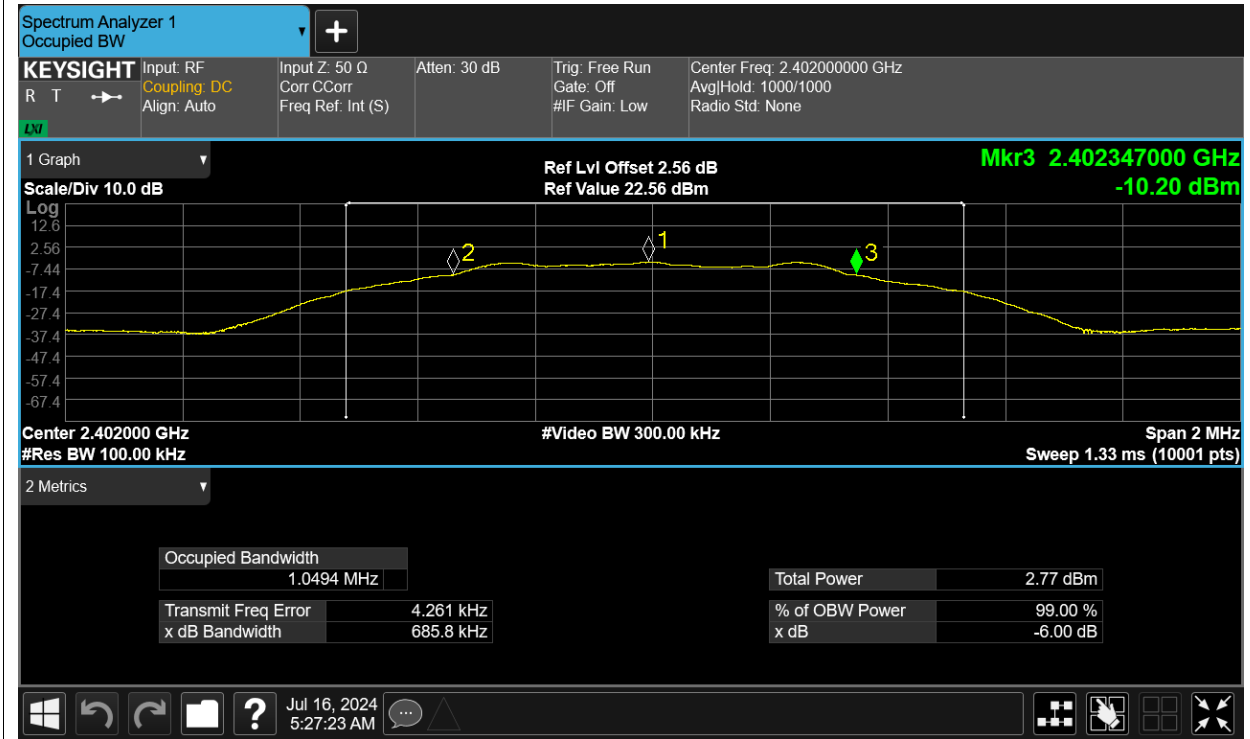 Spectrum Analyzer 1
Occupied BW
KEYSIGHT
R T
LXI
Input: RF
Coupling: DC
Align: Auto
Input Z: 50 Ω
Corr CCorr
Freq Ref: Int (S)
Atten: 30 dB
Trig: Free Run
Gate: Off
#IF Gain: Low
Center Freq: 2.402000000 GHz
Avg|Hold: 1000/1000
Radio Std: None
1 Graph
Scale/Div 10.0 dB
Ref Lvl Offset 2.56 dB
Ref Value 22.56 dBm
Mkr3 2.402347000 GHz
-10.20 dBm
Log
12.6
2.56
-7.44
-17.4
-27.4
-37.4
-47.4
-57.4
-67.4
2
1
3
Center 2.402000 GHz
#Video BW 300.00 kHz
Span 2 MHz
#Res BW 100.00 kHz
Sweep 1.33 ms (10001 pts)
2 Metrics
Occupied Bandwidth
1.0494 MHz
Transmit Freq Error 4.261 kHz
x dB Bandwidth 685.8 kHz
Total Power 2.77 dBm
% of OBW Power 99.00 %
x dB -6.00 dB
?
Jul 16, 2024
5:27:23 AM